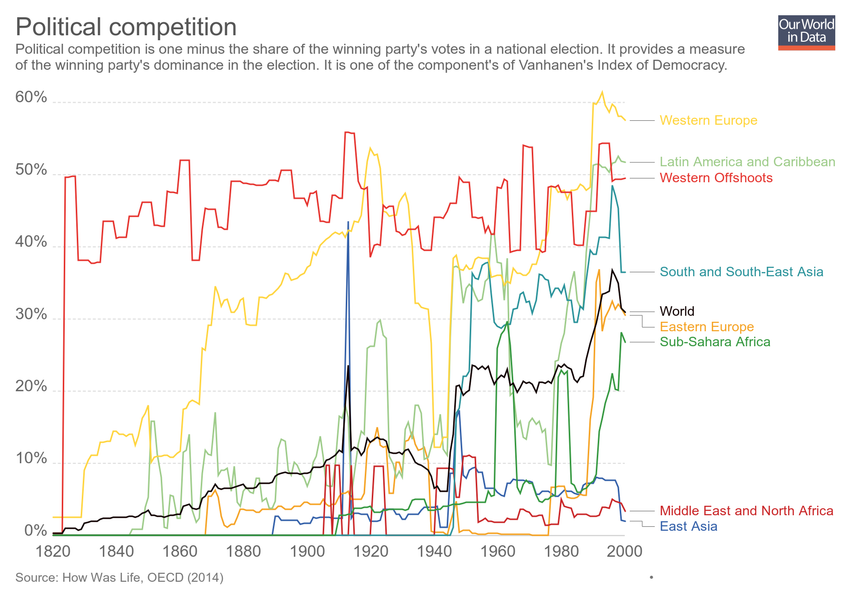 Political competition
Our World
in Data
Political competition is one minus the share of the winning party's votes in a national election. It provides a measure
of the winning party's dominance in the election. It is one of the component's of Vanhanen's Index of Democracy.
60%
50%
40%
30%
20%
10%
0%
Western Europe
Latin America and Caribbean
Western Offshoots
South and South-East Asia
World
Eastern Europe
Sub-Sahara Africa
Middle East and North Africa
East Asia
1820 1840 1860 1880 1900 1920 1940 1960 1980 2000
Source: How Was Life, OECD (2014)